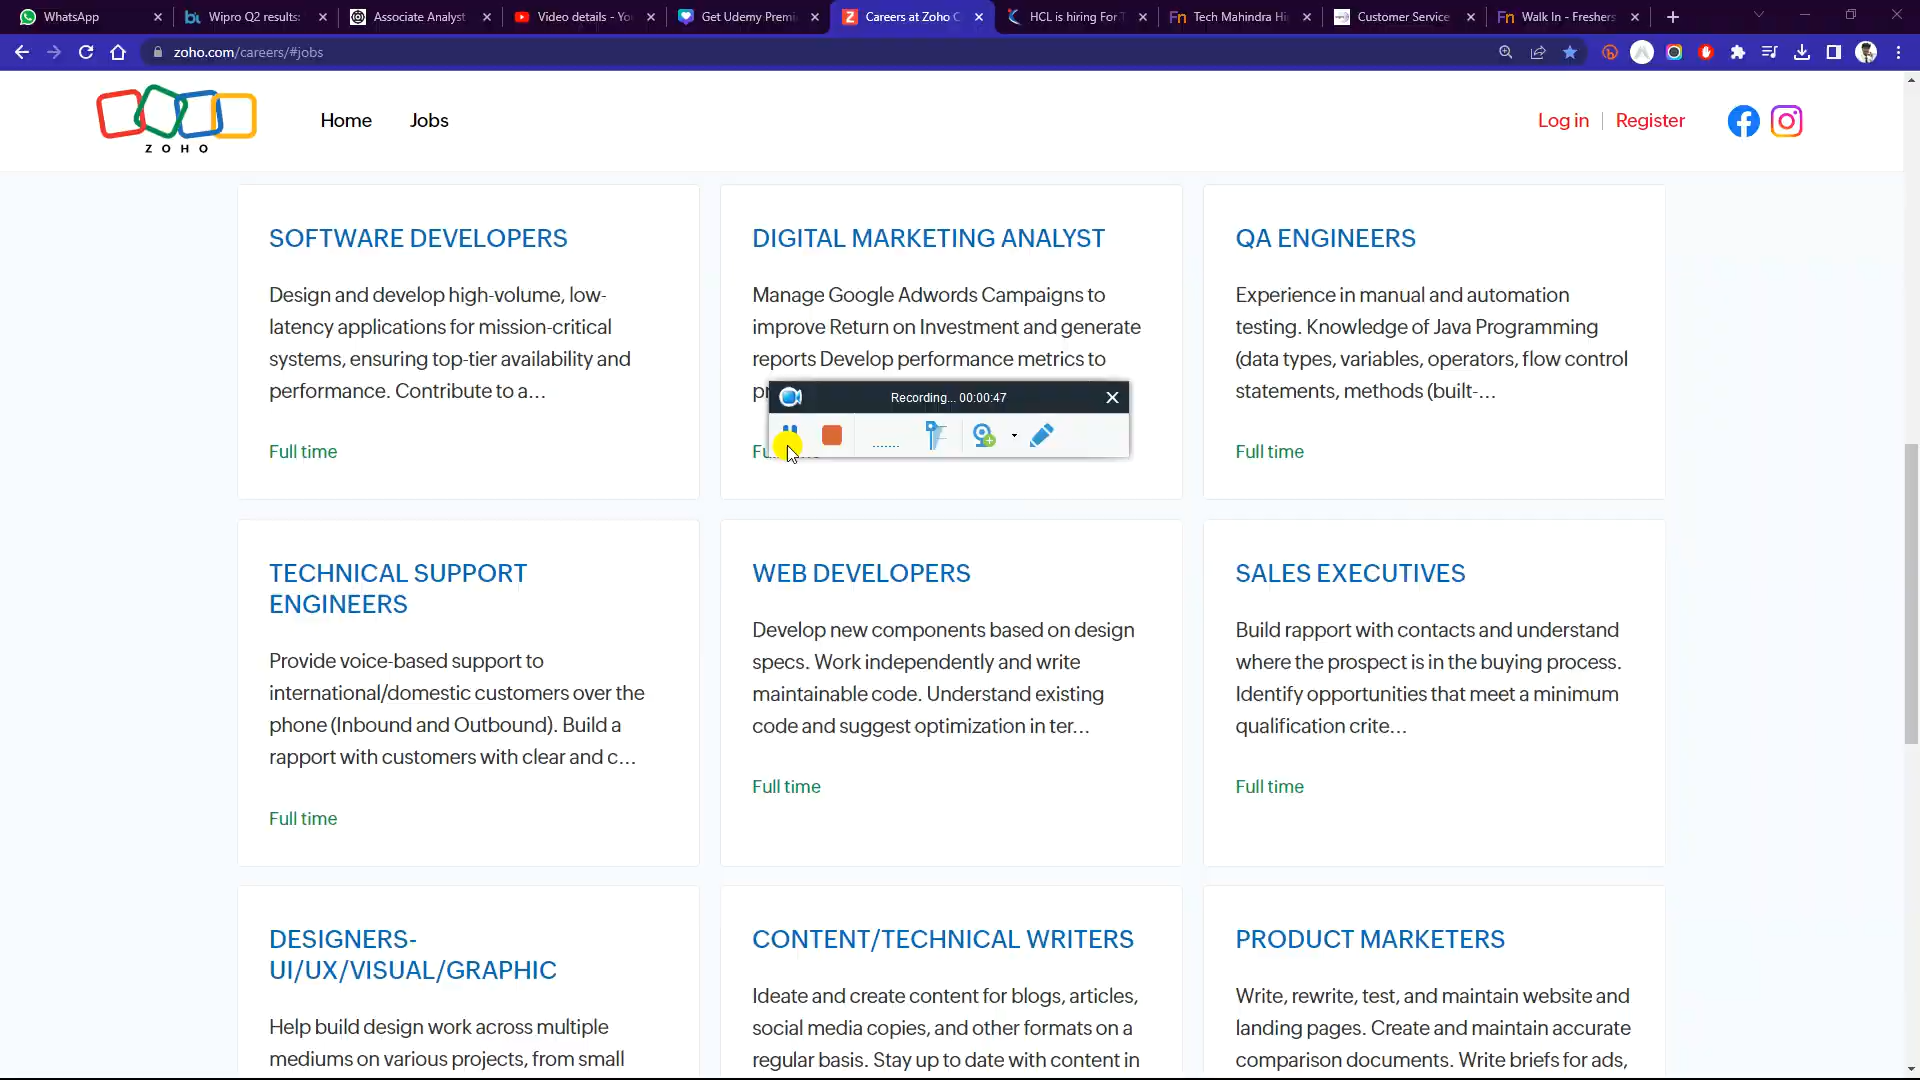 WhatsApp
Wipro Q2 results:
Associate Analyst
Video details - Yo
Get Udemy Premi
Careers at Zoho C
HCL is hiring For T
Tech Mahindra Hi
Customer Service
Walk In - Freshers
zoho.com/careers/#jobs
ZOHO
Home
Jobs
Log in
Register
SOFTWARE DEVELOPERS
Design and develop high-volume, low-
latency applications for mission-critical
systems, ensuring top-tier availability and
performance. Contribute to a...
Full time
DIGITAL MARKETING ANALYST
Manage Google Adwords Campaigns to
improve Return on Investment and generate
reports Develop performance metrics to
Recording... 00:00:47
QA ENGINEERS
Experience in manual and automation
testing. Knowledge of Java Programming
(data types, variables, operators, flow control
statements, methods (built-...
Full time
TECHNICAL SUPPORT
ENGINEERS
Provide voice-based support to
international/domestic customers over the
phone (Inbound and Outbound). Build a
rapport with customers with clear and c...
Full time
WEB DEVELOPERS
Develop new components based on design
specs. Work independently and write
maintainable code. Understand existing
code and suggest optimization in ter...
Full time
SALES EXECUTIVES
Build rapport with contacts and understand
where the prospect is in the buying process.
Identify opportunities that meet a minimum
qualification crite...
Full time
DESIGNERS-
UI/UX/VISUAL/GRAPHIC
Help build design work across multiple
mediums on various projects, from small
CONTENT/TECHNICAL WRITERS
Ideate and create content for blogs, articles,
social media copies, and other formats on a
regular basis. Stay up to date with content in
PRODUCT MARKETERS
Write, rewrite, test, and maintain website and
landing pages. Create and maintain accurate
comparison documents. Write briefs for ads,